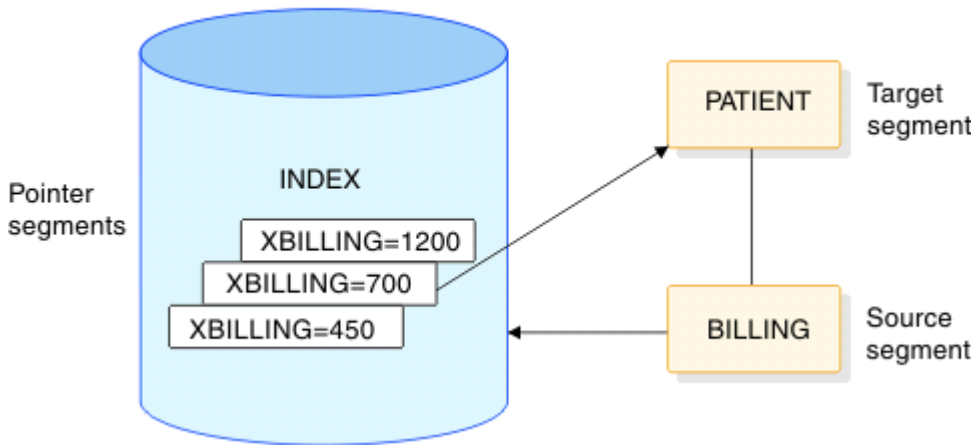 Pointer
segments
INDEX
XBILLING=1200
XBILLING=700
XBILLING=450
PATIENT
Target
segment
BILLING
Source
segment